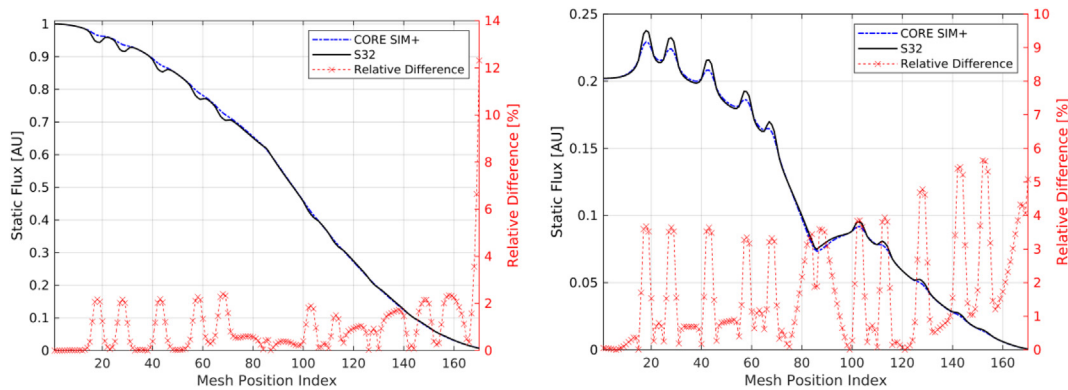 1
0.9
0.8
0.7
0.6
0.5
0.4
0.3
0.2
0.1
0
Static Flux [AU]
20 40 60 80 100 120 140 160
Mesh Position Index
14
12
10
8
6
4
2
0
Relative Difference [%]
CORE SIM+
S32
Relative Difference
0.25
0.2
0.15
0.1
0.05
0
Static Flux [AU]
20 40 60 80 100 120 140 160
Mesh Position Index
10
9
8
7
6
5
4
3
2
1
0
Relative Difference [%]
CORE SIM+
S32
Relative Difference